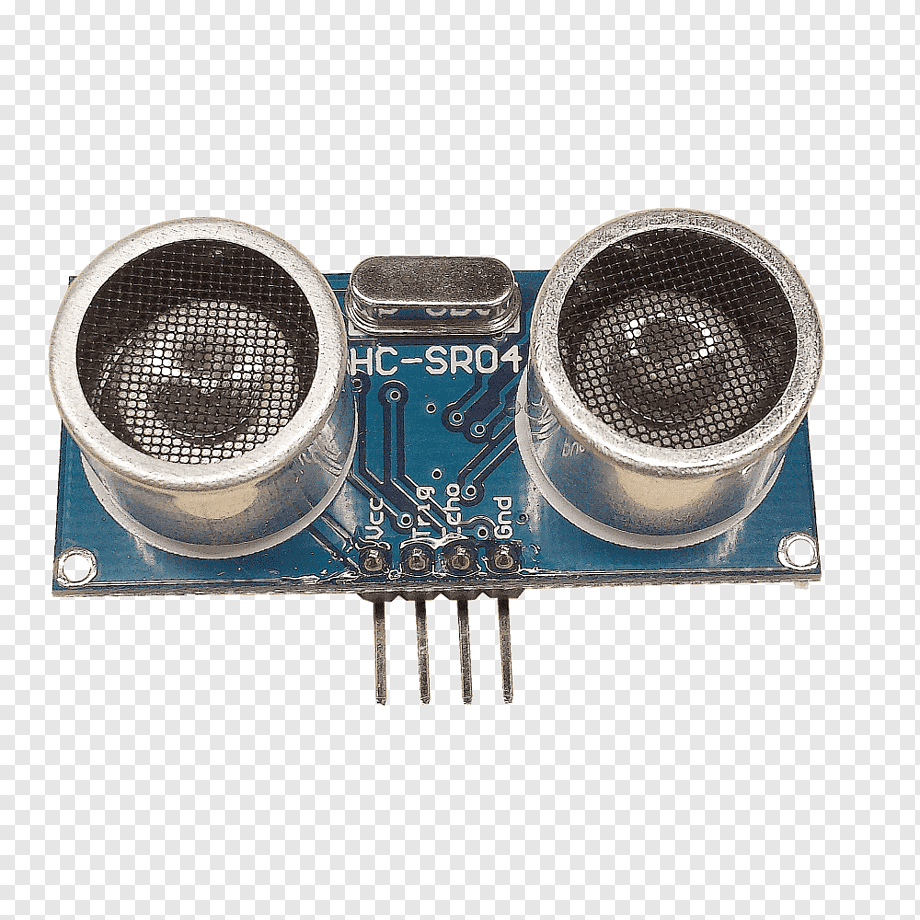 HC-SR04
Vcc
Trig
Echo
Gnd